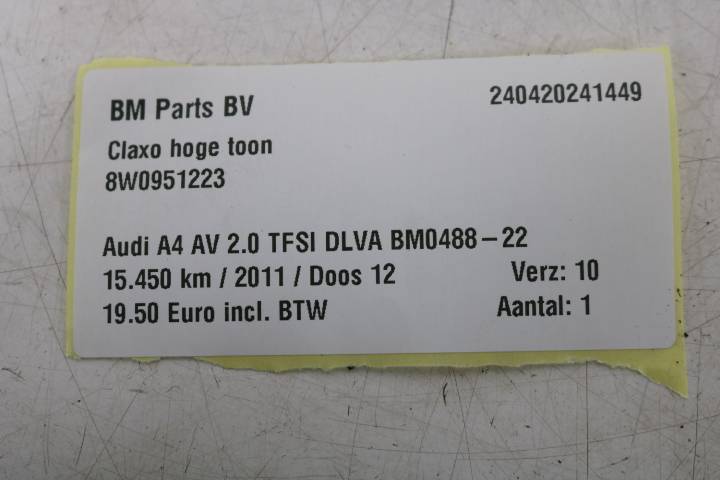 BM Parts BV 240420241449
Claxo hoge toon
8W0951223
Audi A4 AV 2.0 TFSI DLVA BM0488-22
15.450 km / 2011 / Doos 12 Verz: 10
19.50 Euro incl. BTW Aantal: 1